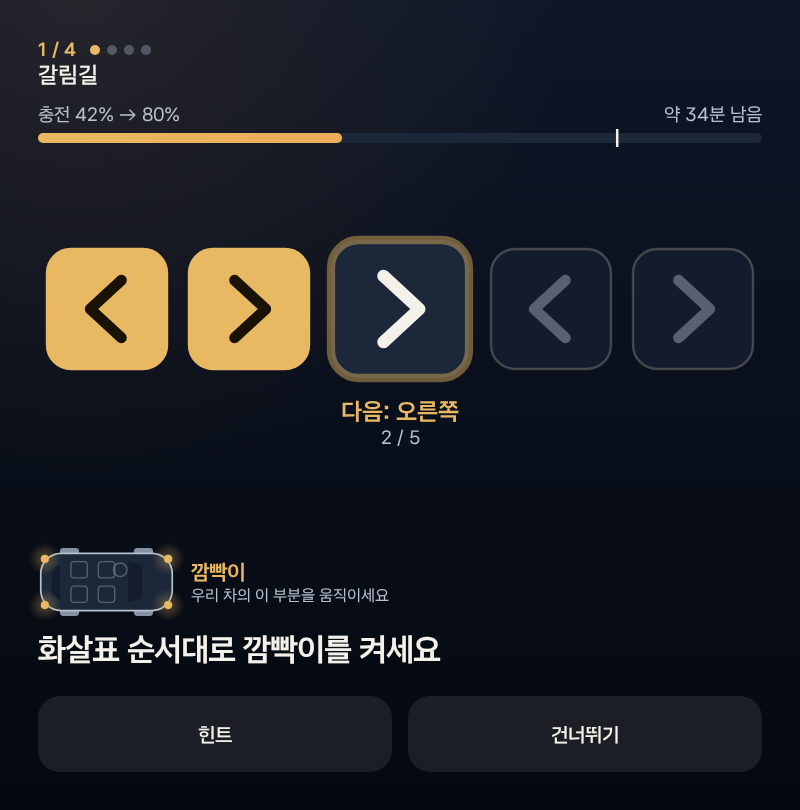 1 / 4
갈림길
충전 42% → 80%
약 34분 남음
다음: 오른쪽
2 / 5
깜빡이
우리 차의 이 부분을 움직이세요
화살표 순서대로 깜빡이를 켜세요
힌트
건너뛰기